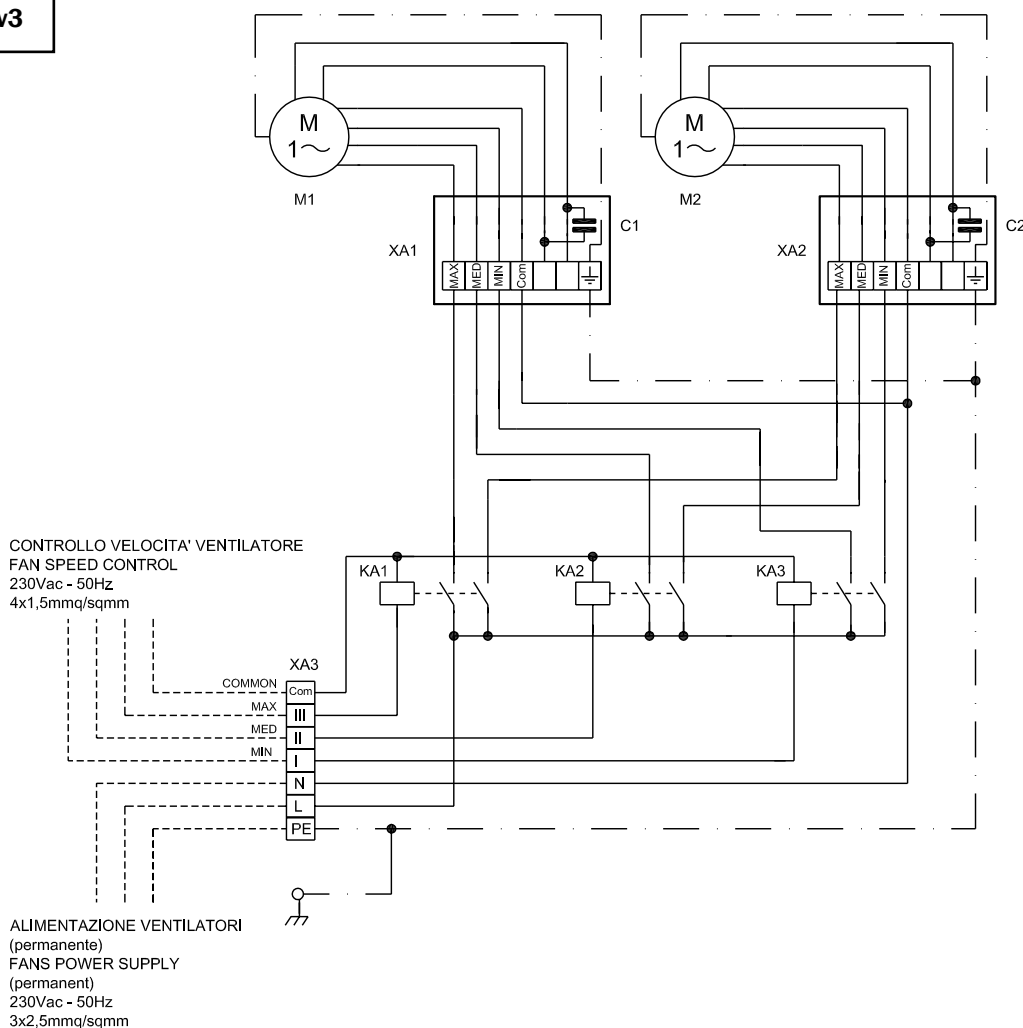 w3
M
1~
M1
M
1~
M2
C1
C2
XA1
XA2
MAX
MED
MIN
Com
MAX
MED
MIN
Com
CONTROLLO VELOCITA' VENTILATORE
FAN SPEED CONTROL
230Vac - 50Hz
4x1,5mmq/sqmm
KA1
KA2
KA3
XA3
COMMON
Com
MAX
III
MED
II
MIN
I
N
L
PE
ALIMENTAZIONE VENTILATORI
(permanente)
FANS POWER SUPPLY
(permanent)
230Vac - 50Hz
3x2,5mmq/sqmm